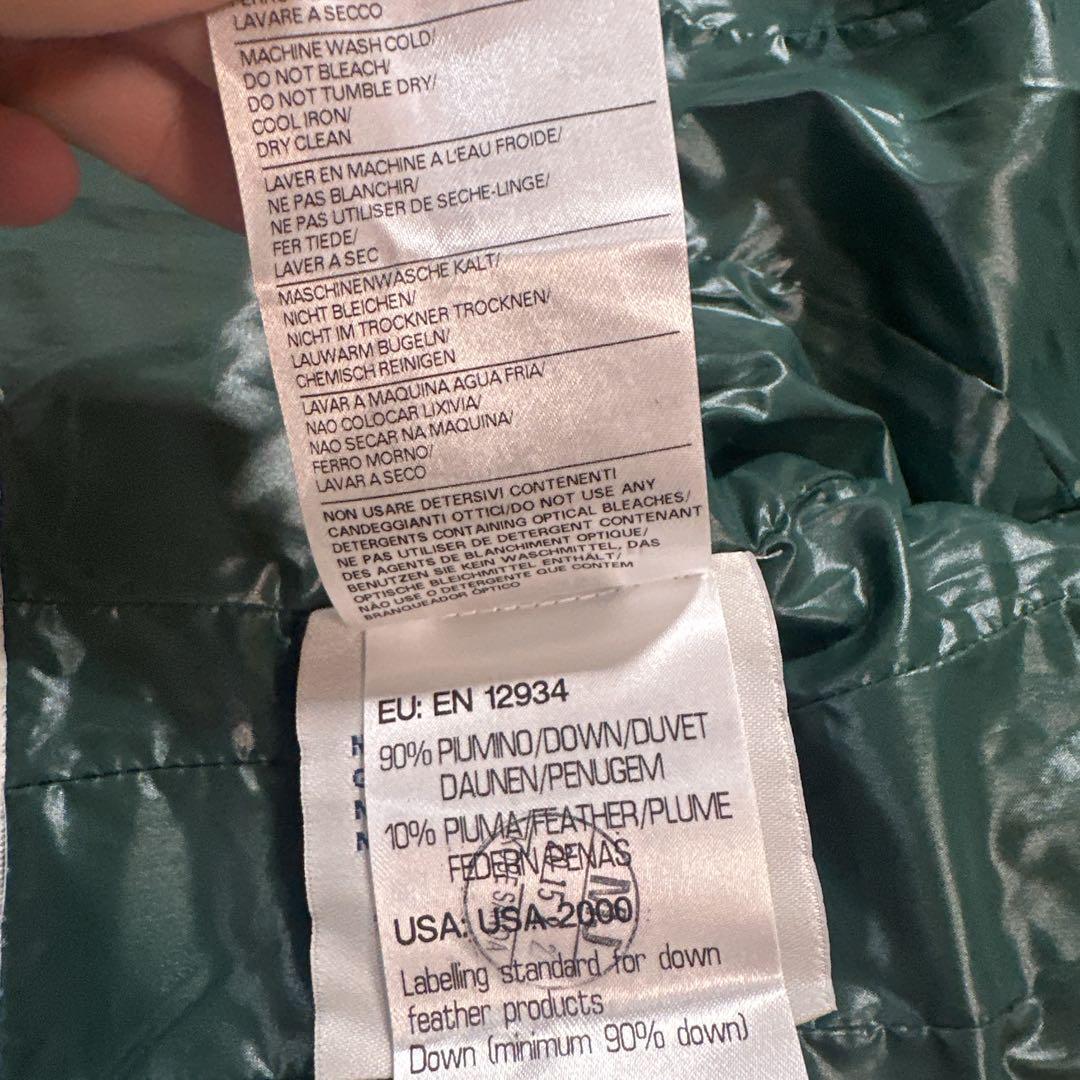 LAVARE A SECCO
MACHINE WASH COLD/
DO NOT BLEACH/
DO NOT TUMBLE DRY/
COOL IRON/
DRY CLEAN
LAVER EN MACHINE A L'EAU FROIDE/
NE PAS BLANCHIR/
NE PAS UTILISER DE SECHE-LINGE/
FER TIEDE/
LAVER A SEC
MASCHINENWASCHE KALT/
NICHT BLEICHEN/
NICHT IM TROCKNER TROCKNEN/
LAUWARM BUGELN/
CHEMISCH REINIGEN
LAVAR A MAQUINA AGUA FRIA/
NAO COLOCAR LIXIVIA/
NAO SECAR NA MAQUINA/
FERRO MORNO/
LAVAR A SECO
NON USARE DETERSIVI CONTENENTI
CANDEGGIANTI OTTICI/DO NOT USE ANY
DETERGENTS CONTAINING OPTICAL BLEACHES/
NE PAS UTILISER DE DETERGENT CONTENANT
DES AGENTS DE BLANCHIMENT OPTIQUE/
BENUTZEN SIE KEIN WASCHMITTEL, DAS
OPTISCHE BLEICHMITTEL ENTHÄLT/
NÃO USE O DETERGENTE QUE CONTEM
BRANQUEADOR ÓPTICO
EU: EN 12934
90% PIUMINO/DOWN/DUVET
DAUNEN/PENUGEM
10% PIUMA/FEATHER/PLUME
FEDERN/PENAS
USA: USA-2000
Labelling standard for down
feather products
Down (minimum 90% down)